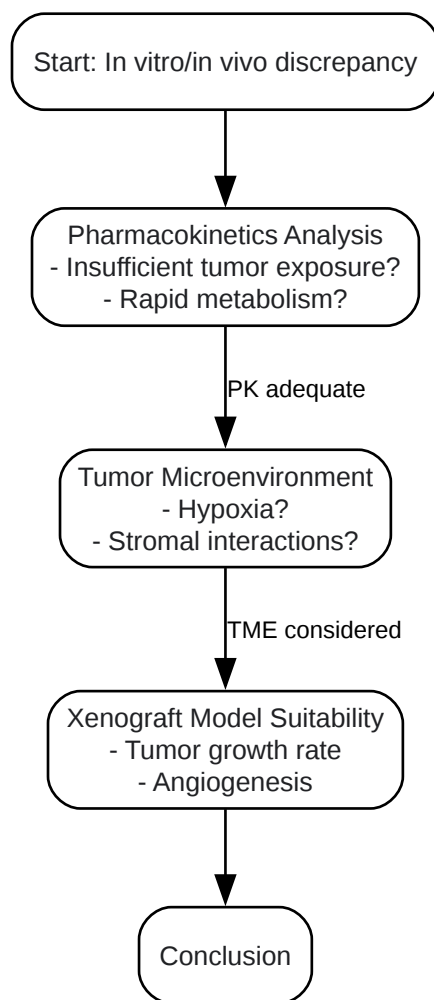 Start: In vitro/in vivo discrepancy
Pharmacokinetics Analysis
- Insufficient tumor exposure?
- Rapid metabolism?
PK adequate
Tumor Microenvironment
- Hypoxia?
- Stromal interactions?
TME considered
Xenograft Model Suitability
- Tumor growth rate
- Angiogenesis
Conclusion